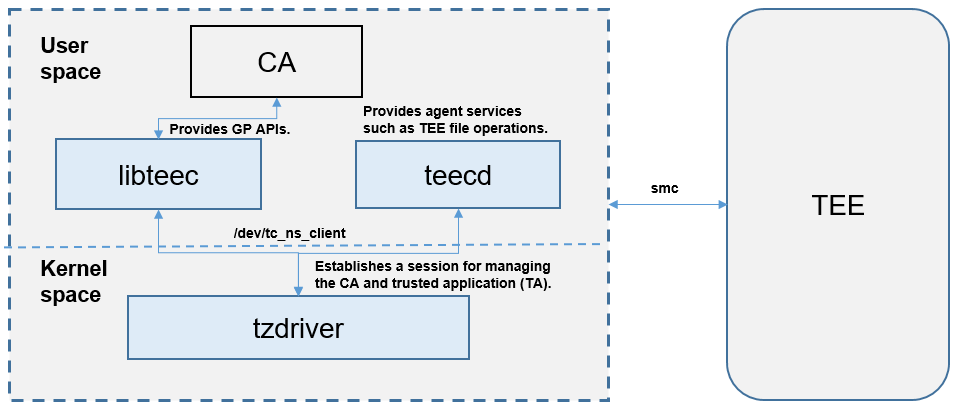 User
space
CA
Provides GP APIs.
Provides agent services
such as TEE file operations.
libteec
teecd
smc
TEE
/dev/tc_ns_client
Kernel
space
Establishes a session for managing
the CA and trusted application (TA).
tzdriver